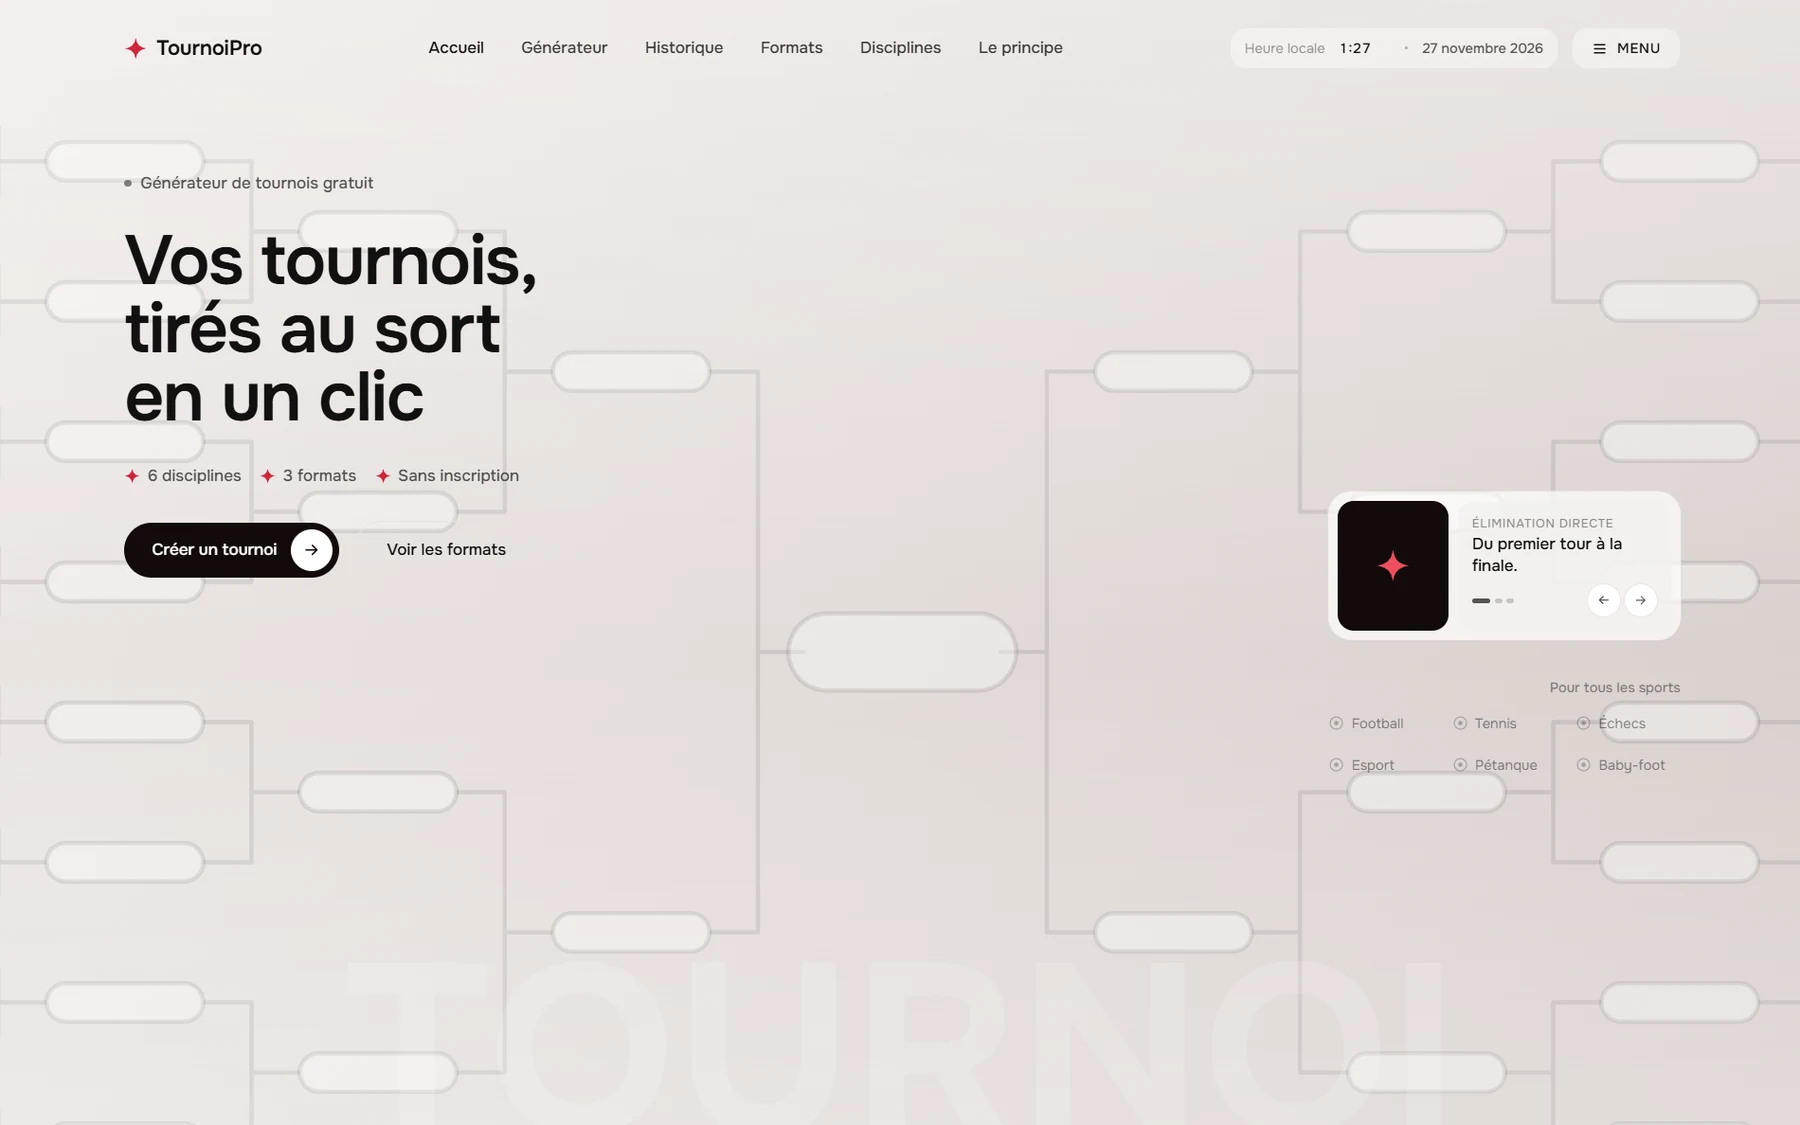 TournoiPro
Accueil
Générateur
Historique
Formats
Disciplines
Le principe
Heure locale 1:27 • 27 novembre 2026
MENU
Générateur de tournois gratuit
Vos tournois,
tirés au sort
en un clic
6 disciplines
3 formats
Sans inscription
Créer un tournoi
Voir les formats
ÉLIMINATION DIRECTE
Du premier tour à la
finale.
Pour tous les sports
Football
Tennis
Échecs
Esport
Pétanque
Baby-foot
TOURNOI